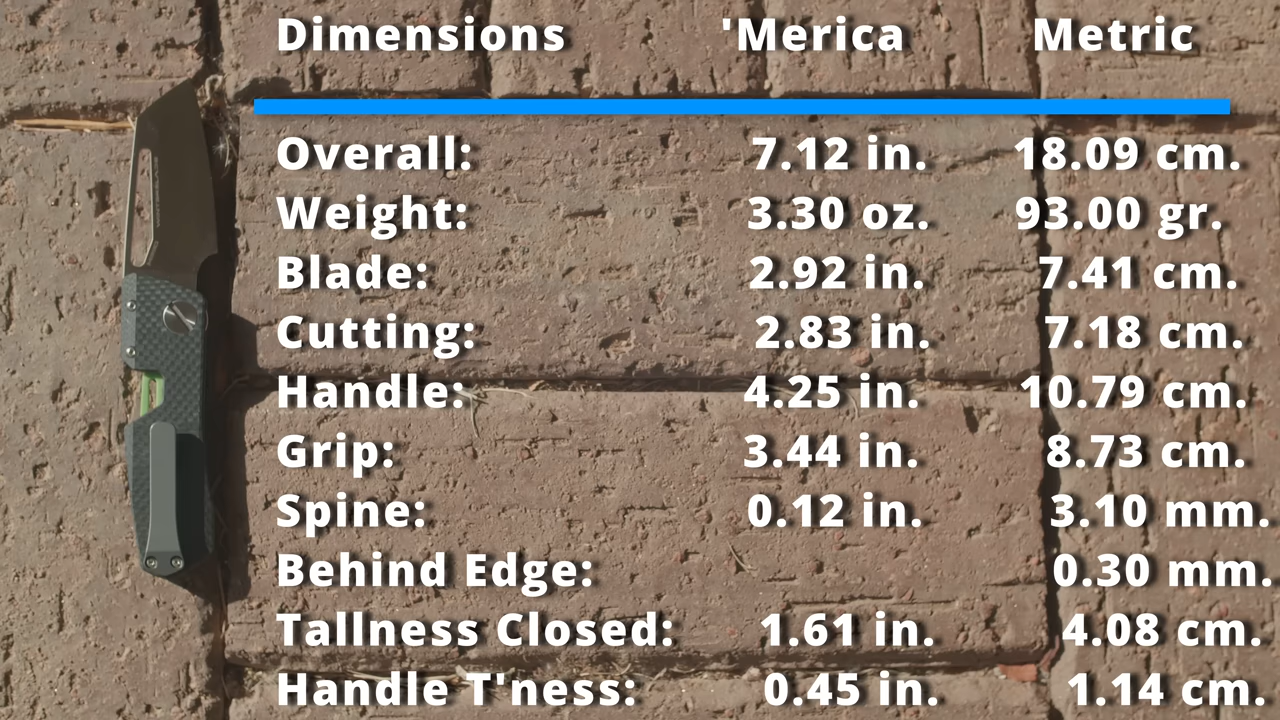 Dimensions 'Merica Metric
Overall: 7.12 in. 18.09 cm.
Weight: 3.30 oz. 93.00 gr.
Blade: 2.92 in. 7.41 cm.
Cutting: 2.83 in. 7.18 cm.
Handle: 4.25 in. 10.79 cm.
Grip: 3.44 in. 8.73 cm.
Spine: 0.12 in. 3.10 mm.
Behind Edge: 0.30 mm.
Tallness Closed: 1.61 in. 4.08 cm.
Handle T'ness: 0.45 in. 1.14 cm.